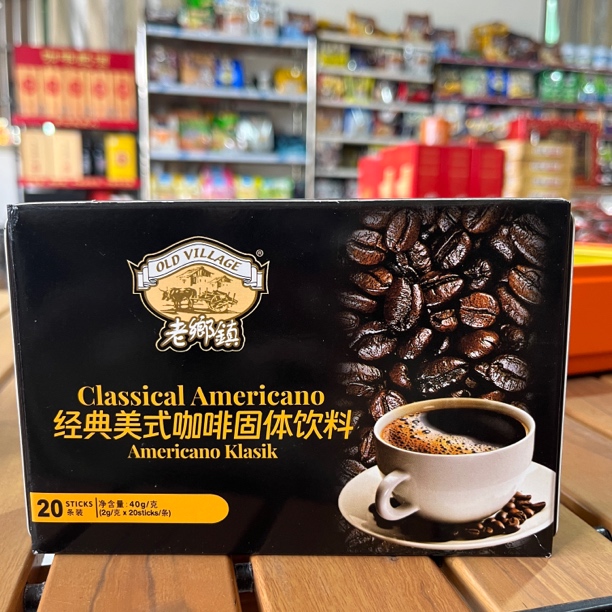 OLD VILLAGE
®
老鄉鎮
Classical Americano
经典美式咖啡固体饮料
Americano Klasik
20 STICKS 条装
净含量: 40g/克
(2g/克 x 20sticks/条)